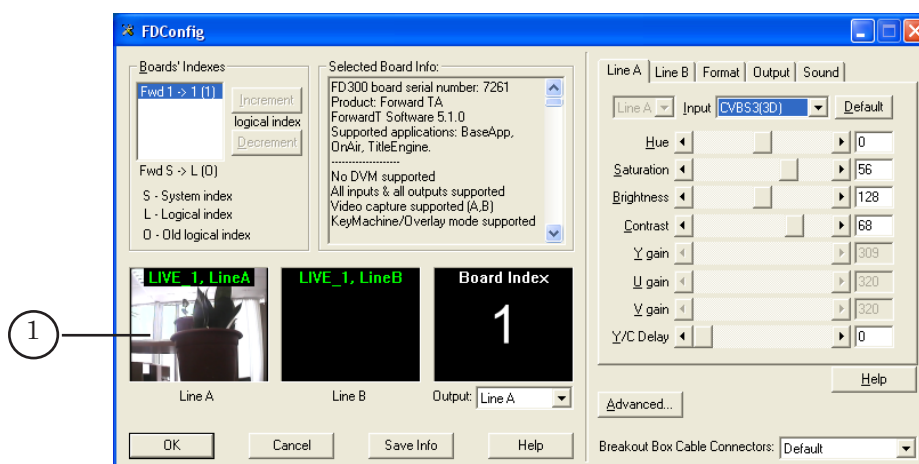 FDConfig
Boards' Indexes
Fwd 1 -> 1 (1)
Increment
logical index
Decrement
Fwd S -> L (O)
S - System index
L - Logical index
O - Old logical index
Selected Board Info:
FD300 board serial number: 7261
Product: Forward TA
ForwardT Software 5.1.0
Supported applications: BaseApp,
OnAir, TitleEngine.
--------------------
No DVM supported
All inputs & all outputs supported
Video capture supported (A,B)
KeyMachine/Overlay mode supported
LIVE_1, LineA
LIVE_1, LineB
Board Index
1
1
Line A
Line B
Output: Line A
OK
Cancel
Save Info
Help
Line A Line B Format Output Sound
Line A Input CVBS3(3D) Default
Hue 0
Saturation 56
Brightness 128
Contrast 68
Y gain 309
U gain 320
V gain 320
Y/C Delay 0
Help
Advanced...
Breakout Box Cable Connectors: Default